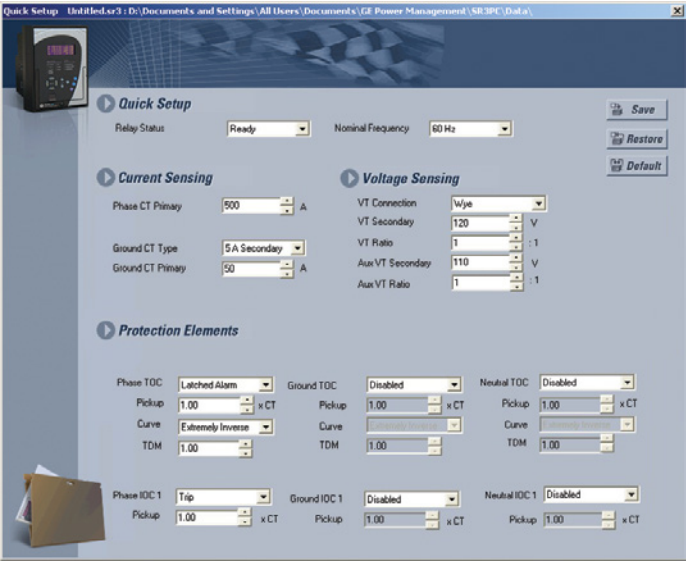 Quick Setup Untitled.sr3 : D:\Documents and Settings\All Users\Documents\GE Power Management\SR3PC\Data\
Quick Setup
Save
Relay Status Ready Nominal Frequency 60 Hz
Restore
Default
Current Sensing Voltage Sensing
Phase CT Primary 500 A VT Connection Wye
VT Secondary 120 V
Ground CT Type 5 A Secondary VT Ratio 1 : 1
Ground CT Primary 50 A Aux VT Secondary 110 V
Aux VT Ratio 1 : 1
Protection Elements
Phase TOC Latched Alarm Ground TOC Disabled Neutral TOC Disabled
Pickup 1.00 x CT Pickup 1.00 x CT Pickup 1.00 x CT
Curve Extremely Inverse Curve Extremely Inverse Curve Extremely Inverse
TDM 1.00 TDM 1.00 TDM 1.00
Phase IOC 1 Trip Ground IOC 1 Disabled Neutral IOC 1 Disabled
Pickup 1.00 x CT Pickup 1.00 x CT Pickup 1.00 x CT